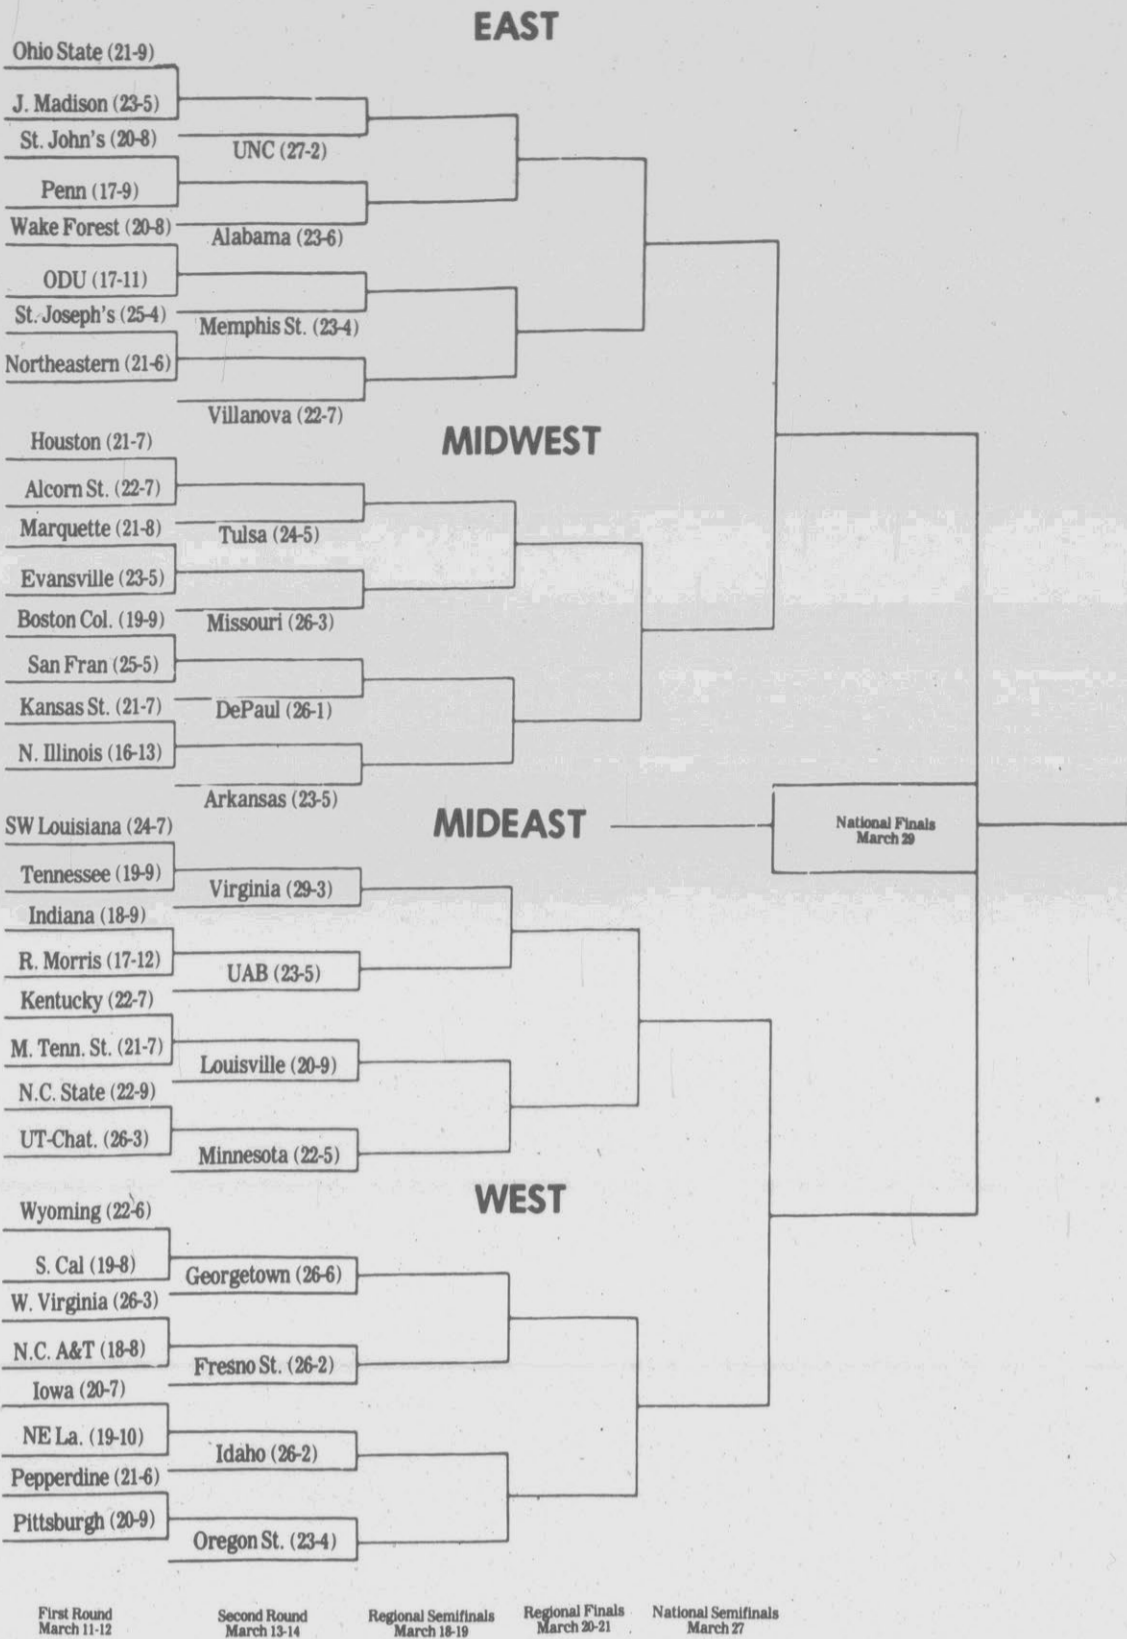 EAST
Ohio State (21-9)
J. Madison (23-5)
St. John's (20-8)
UNC (27-2)
Penn (17-9)
Wake Forest (20-8)
Alabama (23-6)
ODU (17-11)
St. Joseph's (25-4)
Memphis St. (23-4)
Northeastern (21-6)
Villanova (22-7)
MIDWEST
Houston (21-7)
Alcorn St. (22-7)
Marquette (21-8)
Tulsa (24-5)
Evansville (23-5)
Boston Col. (19-9)
Missouri (26-3)
San Fran (25-5)
Kansas St. (21-7)
DePaul (26-1)
N. Illinois (16-13)
Arkansas (23-5)
MIDEAST
National Finals
March 29
SW Louisiana (24-7)
Tennessee (19-9)
Virginia (29-3)
Indiana (18-9)
R. Morris (17-12)
UAB (23-5)
Kentucky (22-7)
M. Tenn. St. (21-7)
Louisville (20-9)
N.C. State (22-9)
UT-Chat. (26-3)
Minnesota (22-5)
WEST
Wyoming (22-6)
S. Cal (19-8)
Georgetown (26-6)
W. Virginia (26-3)
N.C. A&T (18-8)
Fresno St. (26-2)
Iowa (20-7)
NE La. (19-10)
Idaho (26-2)
Pepperdine (21-6)
Pittsburgh (20-9)
Oregon St. (23-4)
First Round
March 11-12
Second Round
March 13-14
Regional Semifinals
March 18-19
Regional Finals
March 20-21
National Semifinals
March 27